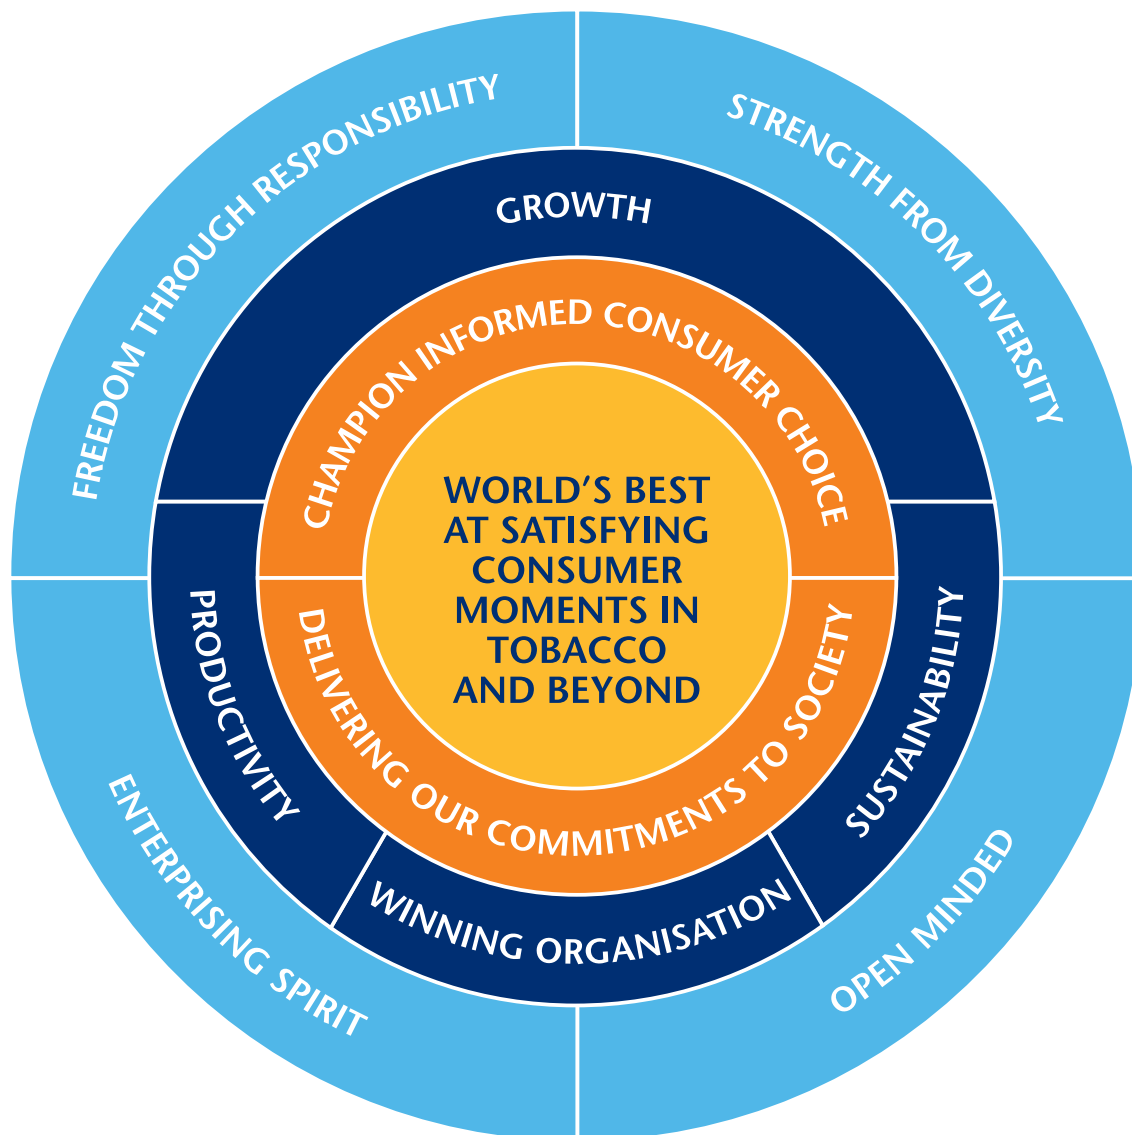 FREEDOM THROUGH RESPONSIBILITY
STRENGTH FROM DIVERSITY
GROWTH
CHAMPION INFORMED CONSUMER CHOICE
WORLD'S BEST
AT SATISFYING
CONSUMER
MOMENTS IN
TOBACCO
AND BEYOND
DELIVERING OUR COMMITMENTS TO SOCIETY
PRODUCTIVITY
WINNING ORGANISATION
SUSTAINABILITY
ENTERPRISING SPIRIT
OPEN MINDED